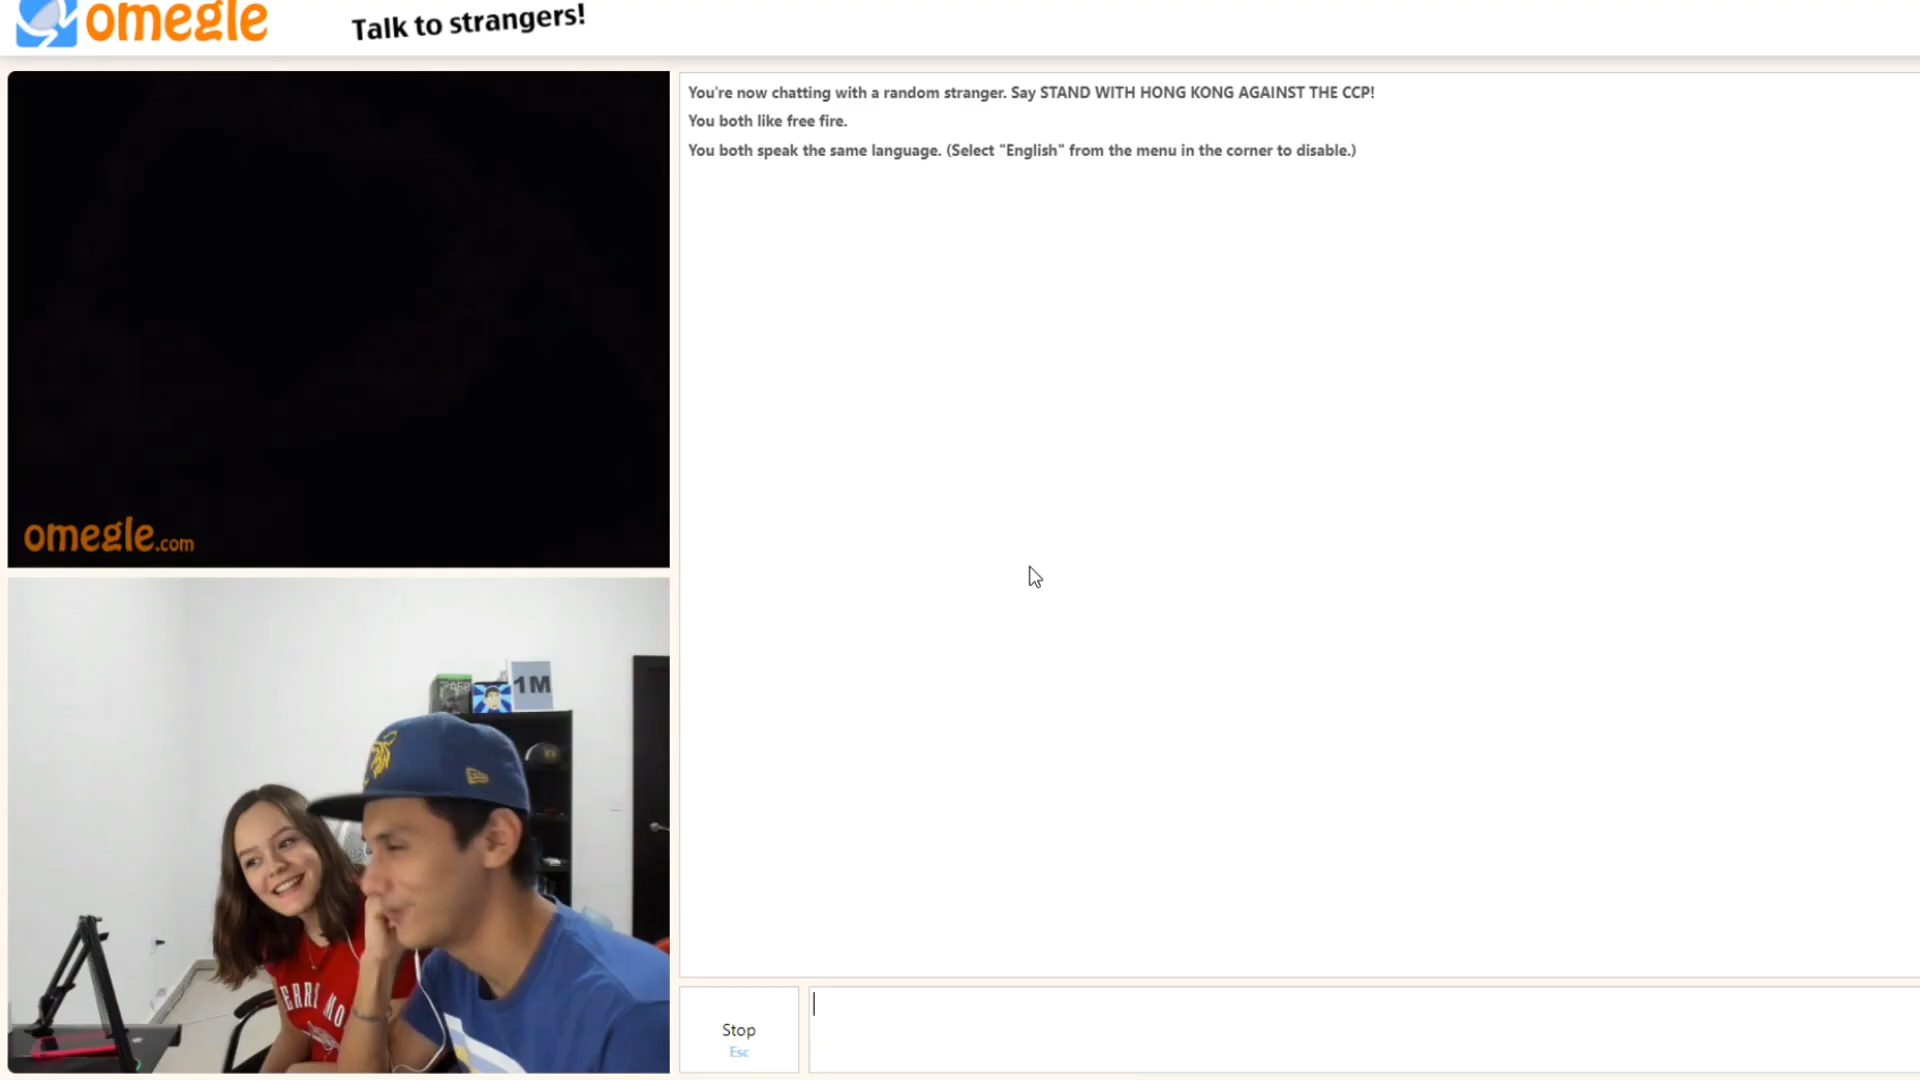 omegle
Talk to strangers!
You're now chatting with a random stranger. Say STAND WITH HONG KONG AGAINST THE CCP!
You both like free fire.
You both speak the same language. (Select "English" from the menu in the corner to disable.)
omegle.com
1M
ERRY MO
Stop
Esc